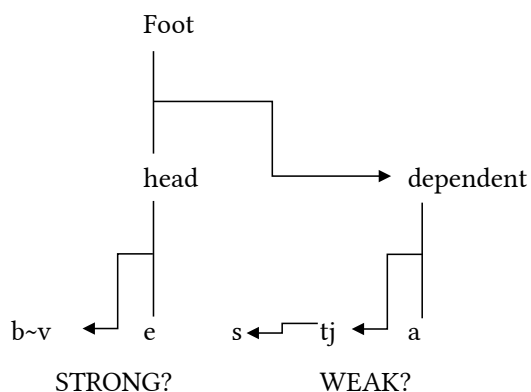 Foot
head dependent
b~v e s tj a
STRONG? WEAK?